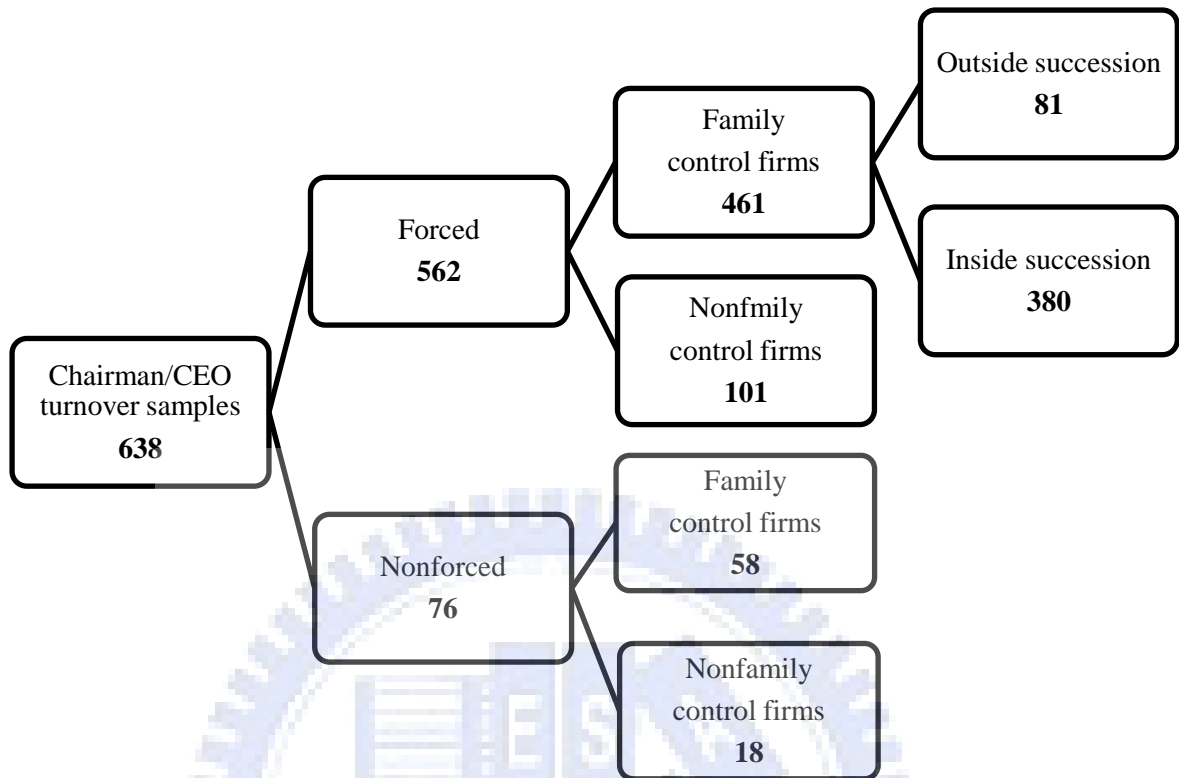 Outside succession
81
Family
control firms
461
Forced
562
Inside succession
380
Nonfmily
control firms
101
Chairman/CEO
turnover samples
638
Family
control firms
58
Nonforced
76
Nonfamily
control firms
18